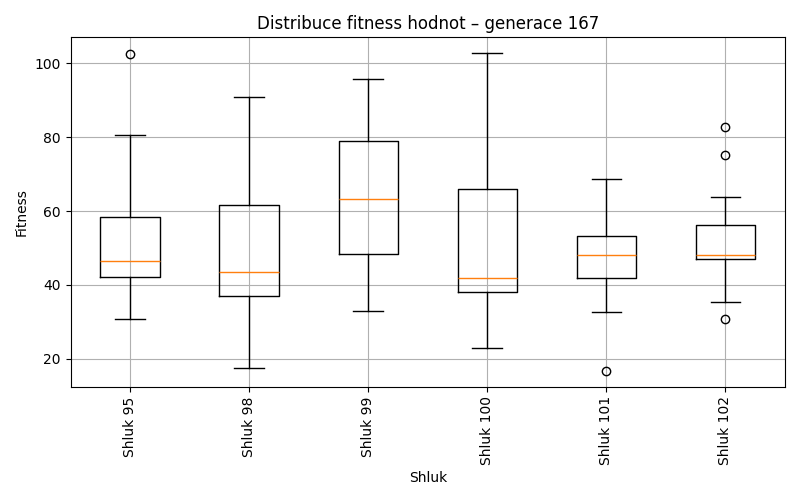 Distribuce fitness hodnot – generace 167
Fitness
100
80
60
40
20
Shluk 95
Shluk 98
Shluk 99
Shluk 100
Shluk 101
Shluk 102
Shluk